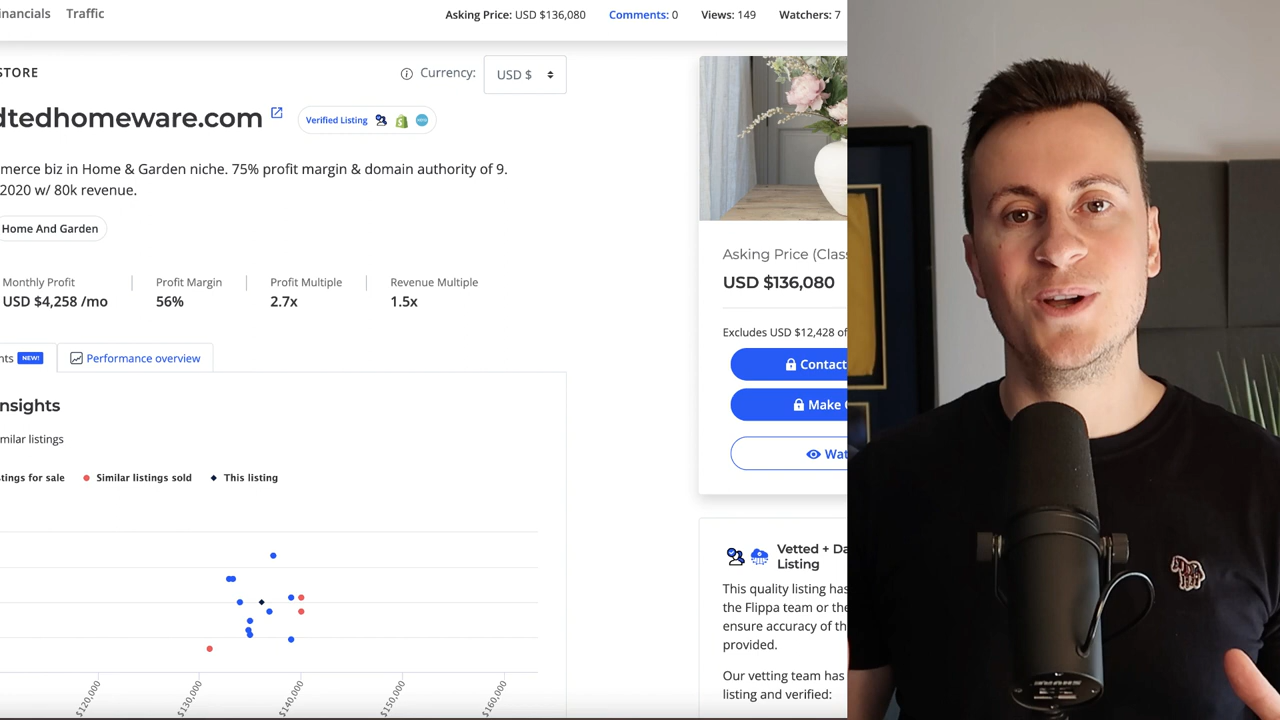 inancials Traffic Asking Price: USD $136,080 Comments: 0 Views: 149 Watchers: 7
STORE
Currency: USD $
dtedhomeware.com Verified Listing
merce biz in Home & Garden niche. 75% profit margin & domain authority of 9.
2020 w/ 80k revenue.
Home And Garden
Monthly Profit Profit Margin Profit Multiple Revenue Multiple
USD $4,258 /mo 56% 2.7x 1.5x
nts NEW! Performance overview
nsights
milar listings
tings for sale Similar listings sold This listing
$120,000 $130,000 $140,000 $150,000 $160,000
Asking Price (Clas
USD $136,080
Excludes USD $12,428 of
Contact
Make
Wat
Vetted + Da
Listing
This quality listing has
the Flippa team or the
ensure accuracy of th
provided.
Our vetting team has
listing and verified: